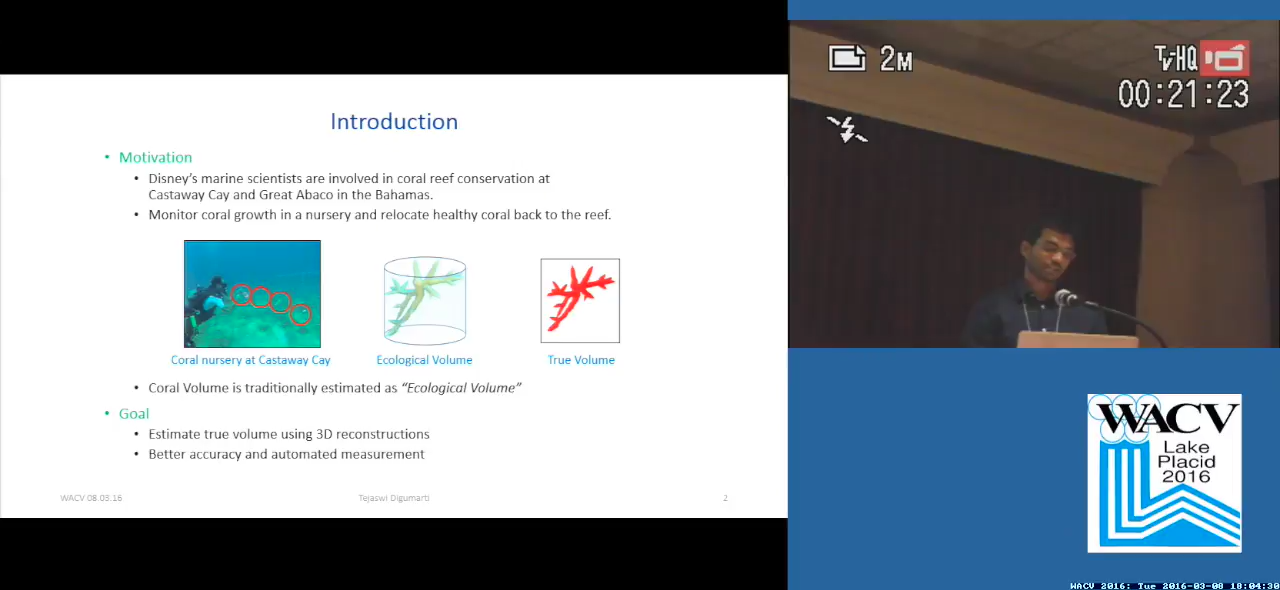 Introduction
• Motivation
• Disney's marine scientists are involved in coral reef conservation at
Castaway Cay and Great Abaco in the Bahamas.
• Monitor coral growth in a nursery and relocate healthy coral back to the reef.
Coral nursery at Castaway Cay
Ecological Volume
True Volume
• Coral Volume is traditionally estimated as "Ecological Volume"
• Goal
• Estimate true volume using 3D reconstructions
• Better accuracy and automated measurement
WACV 08.03.16
Tejaswi Digumarti
2
2M
Tv-HQ
00:21:23
WACV
Lake
Placid
2016
WACV 2016: Tue 2016-03-08 18:04:30